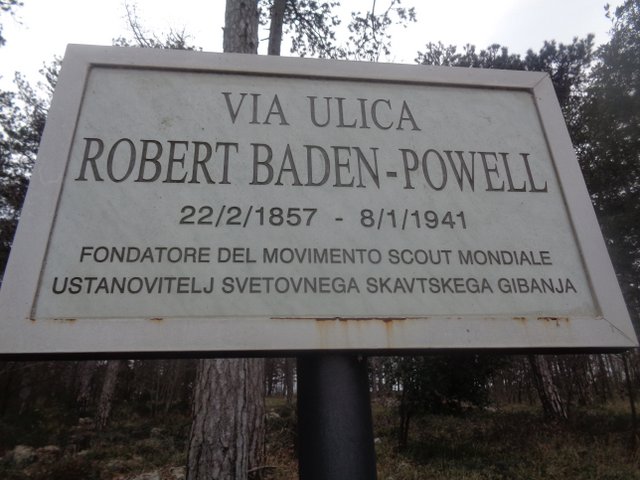 VIA ULICA
ROBERT BADEN-POWELL
22/2/1857 - 8/1/1941
FONDATORE DEL MOVIMENTO SCOUT MONDIALE
USTANOVITELJ SVETOVNEGA SKAVTSKEGA GIBANJA